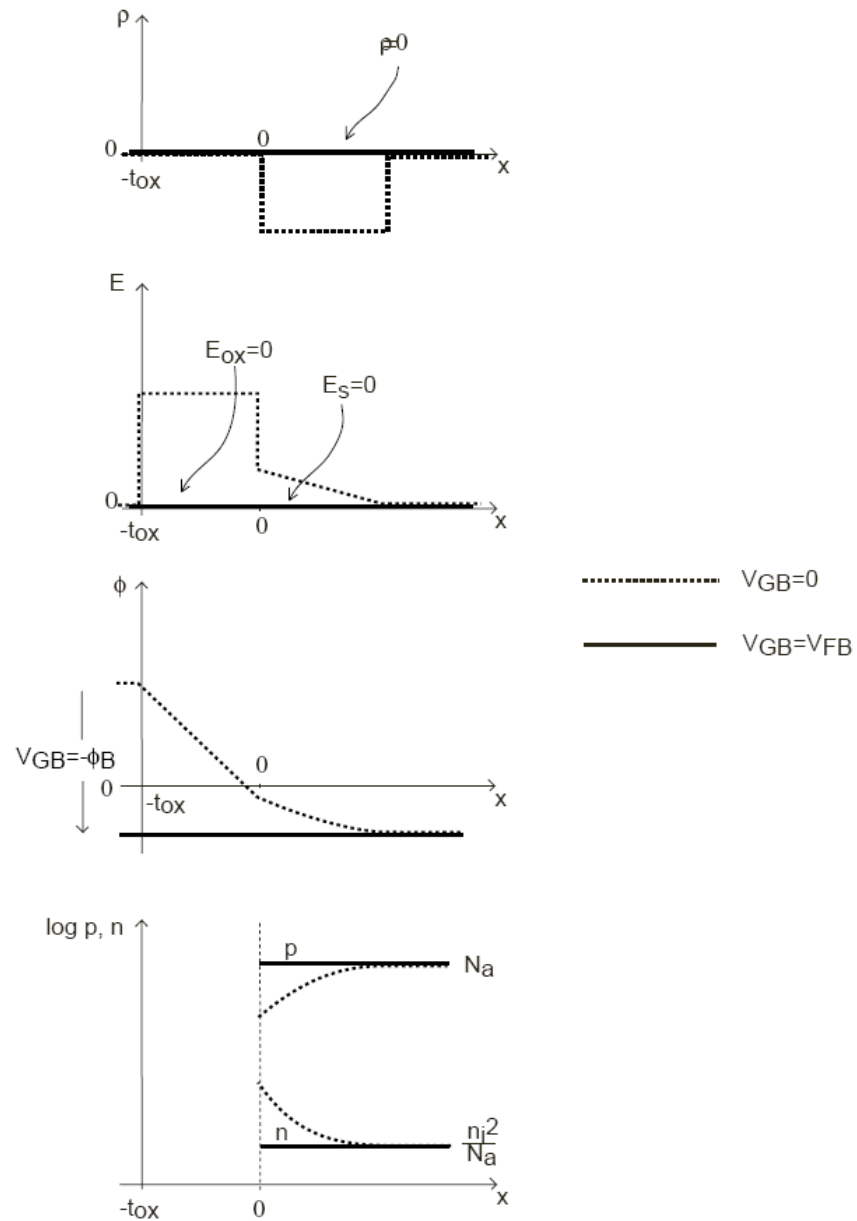 ρ
ρ=0
0
0
-tox
x
E
Eox=0
Es=0
0
-tox
0
x
VGB=0
VGB=VFB
ϕ
VGB=-ϕB
0
0
-tox
x
log p, n
p
Na
n
ni2
Na
-tox
0
x